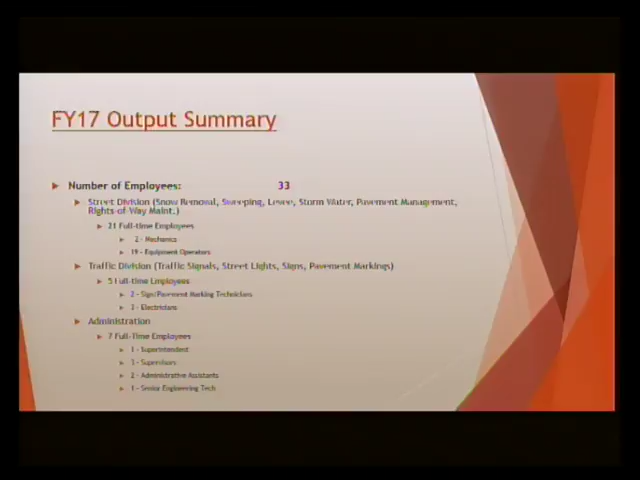 FY17 Output Summary
Number of Employees: 33
Street Division (Snow Removal, Sweeping, Levee, Storm Water, Pavement Management,
Rights-of-Way Maint.)
21 Full-time Employees
2 - Mechanics
19 - Equipment Operators
Traffic Division (Traffic Signals, Street Lights, Signs, Pavement Markings)
5 Full-time Employees
2 - Sign/Pavement Marking Technicians
3 - Electricians
Administration
7 Full-Time Employees
1 - Superintendent
3 - Supervisors
2 - Administrative Assistants
1 - Senior Engineering Tech